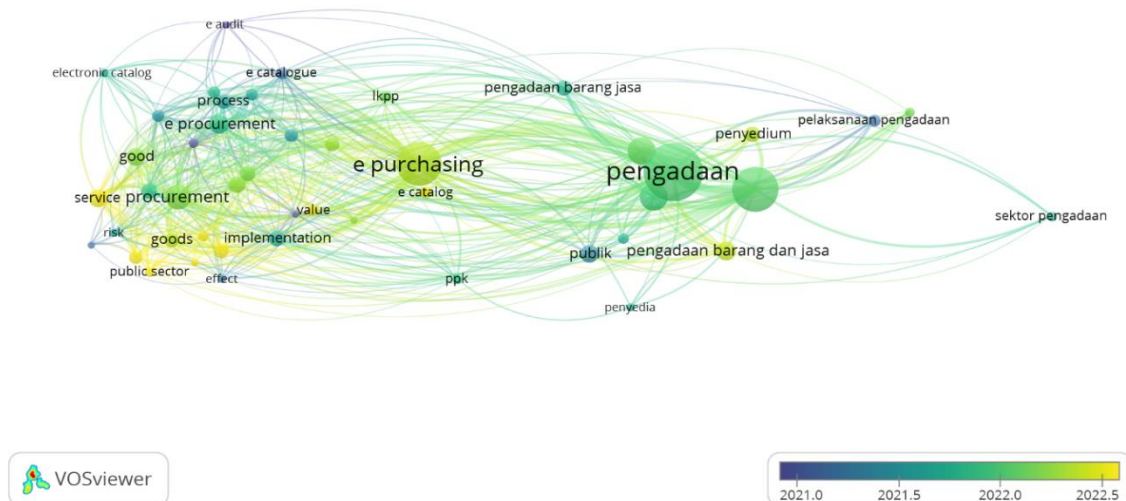 e audit
electronic catalog
e catalogue
pengadaan barang jasa
process
lkpp
e procurement
pelaksanaan pengadaan
penyedium
good
e purchasing
pengadaan
service
procurement
e catalog
value
sektor pengadaan
risk
goods
implementation
publik
pengadaan barang dan jasa
public sector
effect
ppk
penyedia
VOSviewer
2021.0 2021.5 2022.0 2022.5